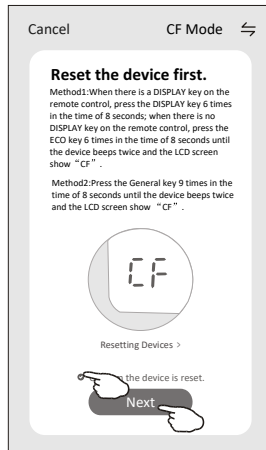 Cancel CF Mode
Reset the device first.
Method1:When there is a DISPLAY key on the
remote control, press the DISPLAY key 6 times
in the time of 8 seconds; when there is no
DISPLAY key on the remote control, press the
ECO key 6 times in the time of 8 seconds until
the device beeps twice and the LCD screen
show “CF”.
Method2:Press the General key 9 times in the
time of 8 seconds until the device beeps twice
and the LCD screen show “CF”.
CF
Resetting Devices >
the device is reset.
Next